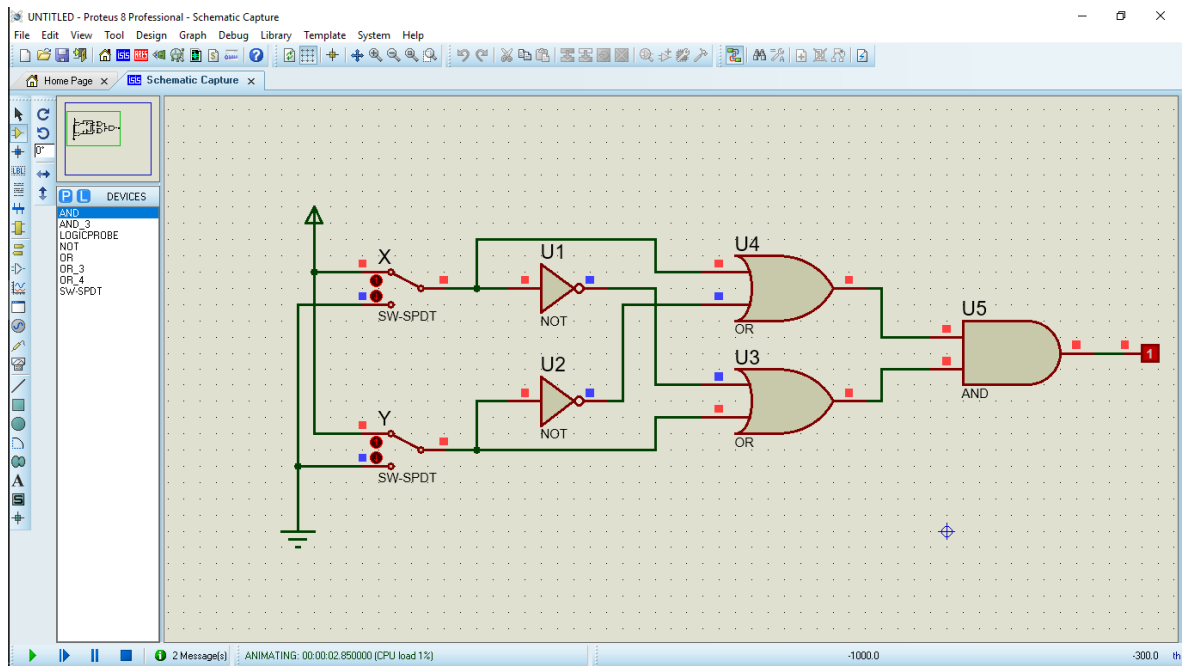 UNTITLED - Proteus 8 Professional - Schematic Capture
File Edit View Tool Design Graph Debug Library Template System Help
Home Page
Schematic Capture
0°
LBL
P L DEVICES
AND
AND_3
LOGICPROBE
NOT
OR
OR_3
OR_4
SW-SPDT
X
SW-SPDT
U1
NOT
U2
NOT
Y
SW-SPDT
U4
OR
U3
OR
U5
AND
1
A
S
2 Message(s)
ANIMATING: 00:00:02.850000 (CPU load 1%)
-1000.0
-300.0
th